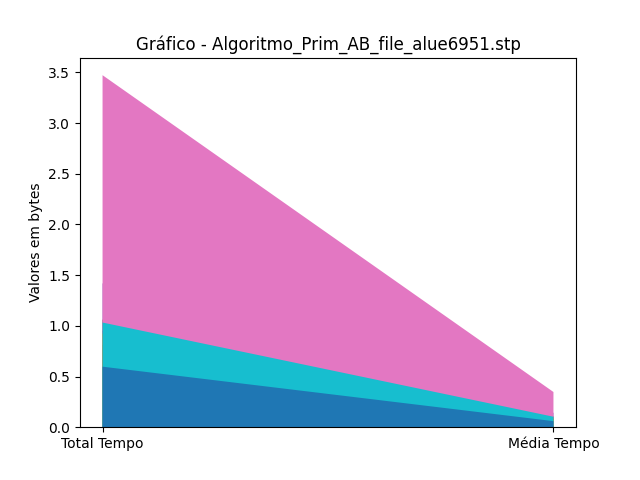 Gráfico - Algoritmo_Prim_AB_file_alue6951.stp
Valores em bytes
3.5
3.0
2.5
2.0
1.5
1.0
0.5
0.0
Total Tempo
Média Tempo